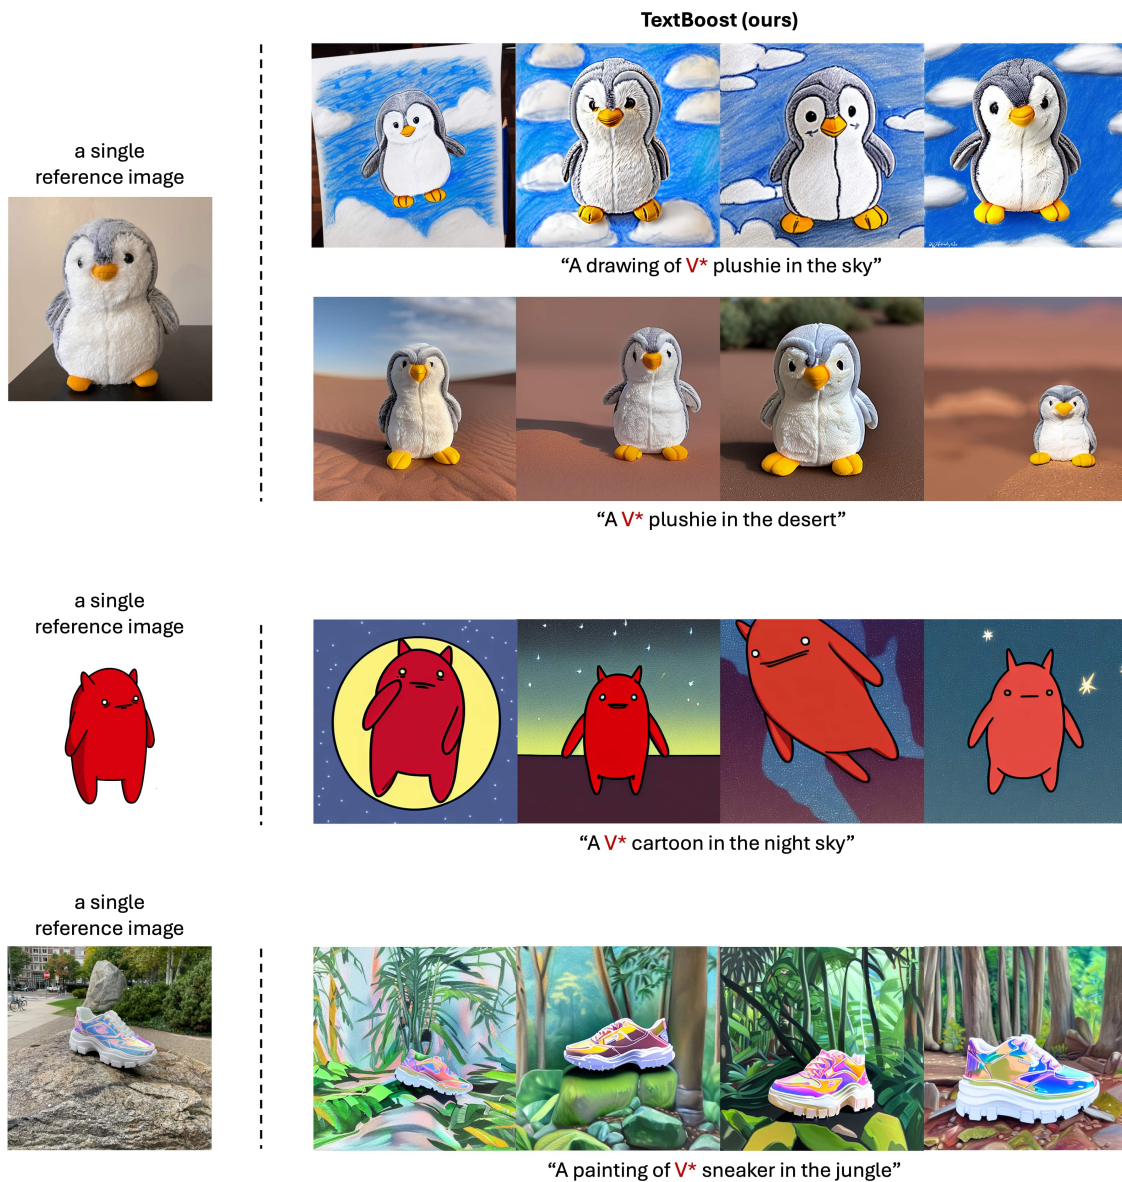 TextBoost (ours)
a single
reference image
“A drawing of V* plushie in the sky”
“A V* plushie in the desert”
a single
reference image
“A V* cartoon in the night sky”
a single
reference image
“A painting of V* sneaker in the jungle”